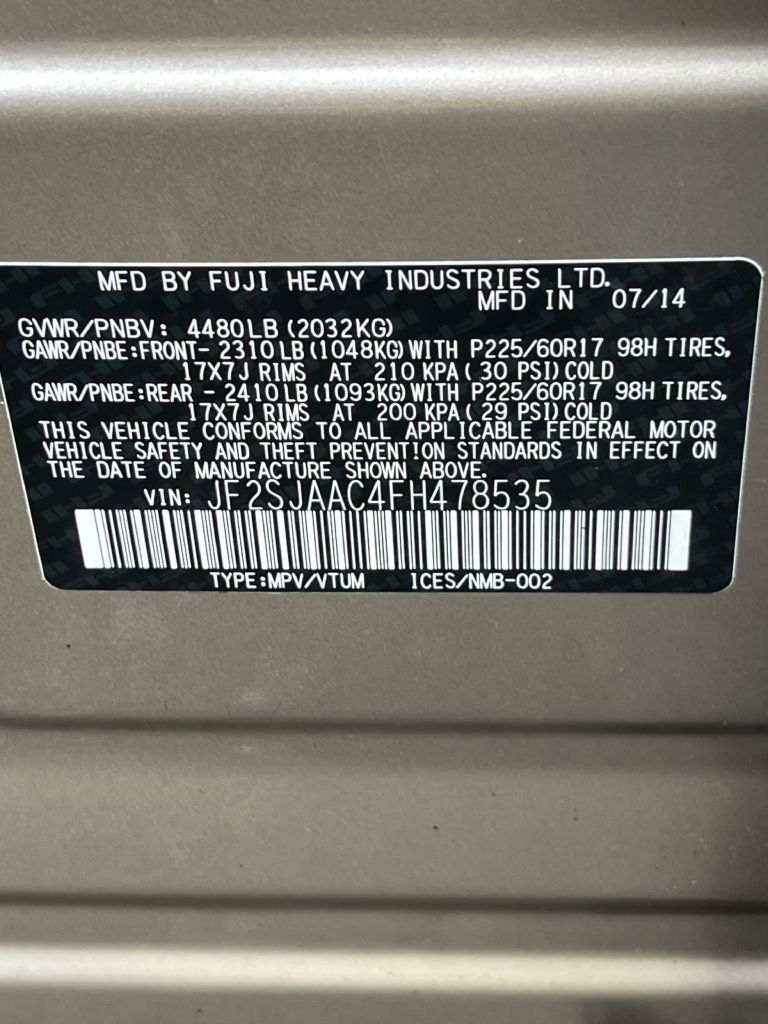 MFD BY FUJI HEAVY INDUSTRIES LTD.
MFD IN 07/14
GVWR/PNBV: 4480LB(2032KG)
GAWR/PNBE:FRONT- 2310LB(1048KG)WITH P225/60R17 98H TIRES,
17X7J RIMS AT 210 KPA( 30 PSI)COLD
GAWR/PNBE:REAR - 2410LB(1093KG)WITH P225/60R17 98H TIRES,
17X7J RIMS AT 200 KPA( 29 PSI)COLD
THIS VEHICLE CONFORMS TO ALL APPLICABLE FEDERAL MOTOR
VEHICLE SAFETY AND THEFT PREVENTION STANDARDS IN EFFECT ON
THE DATE OF MANUFACTURE SHOWN ABOVE.
VIN: JF2SJAAC4FH478535
TYPE:MPV/VTUM ICES/NMB-002